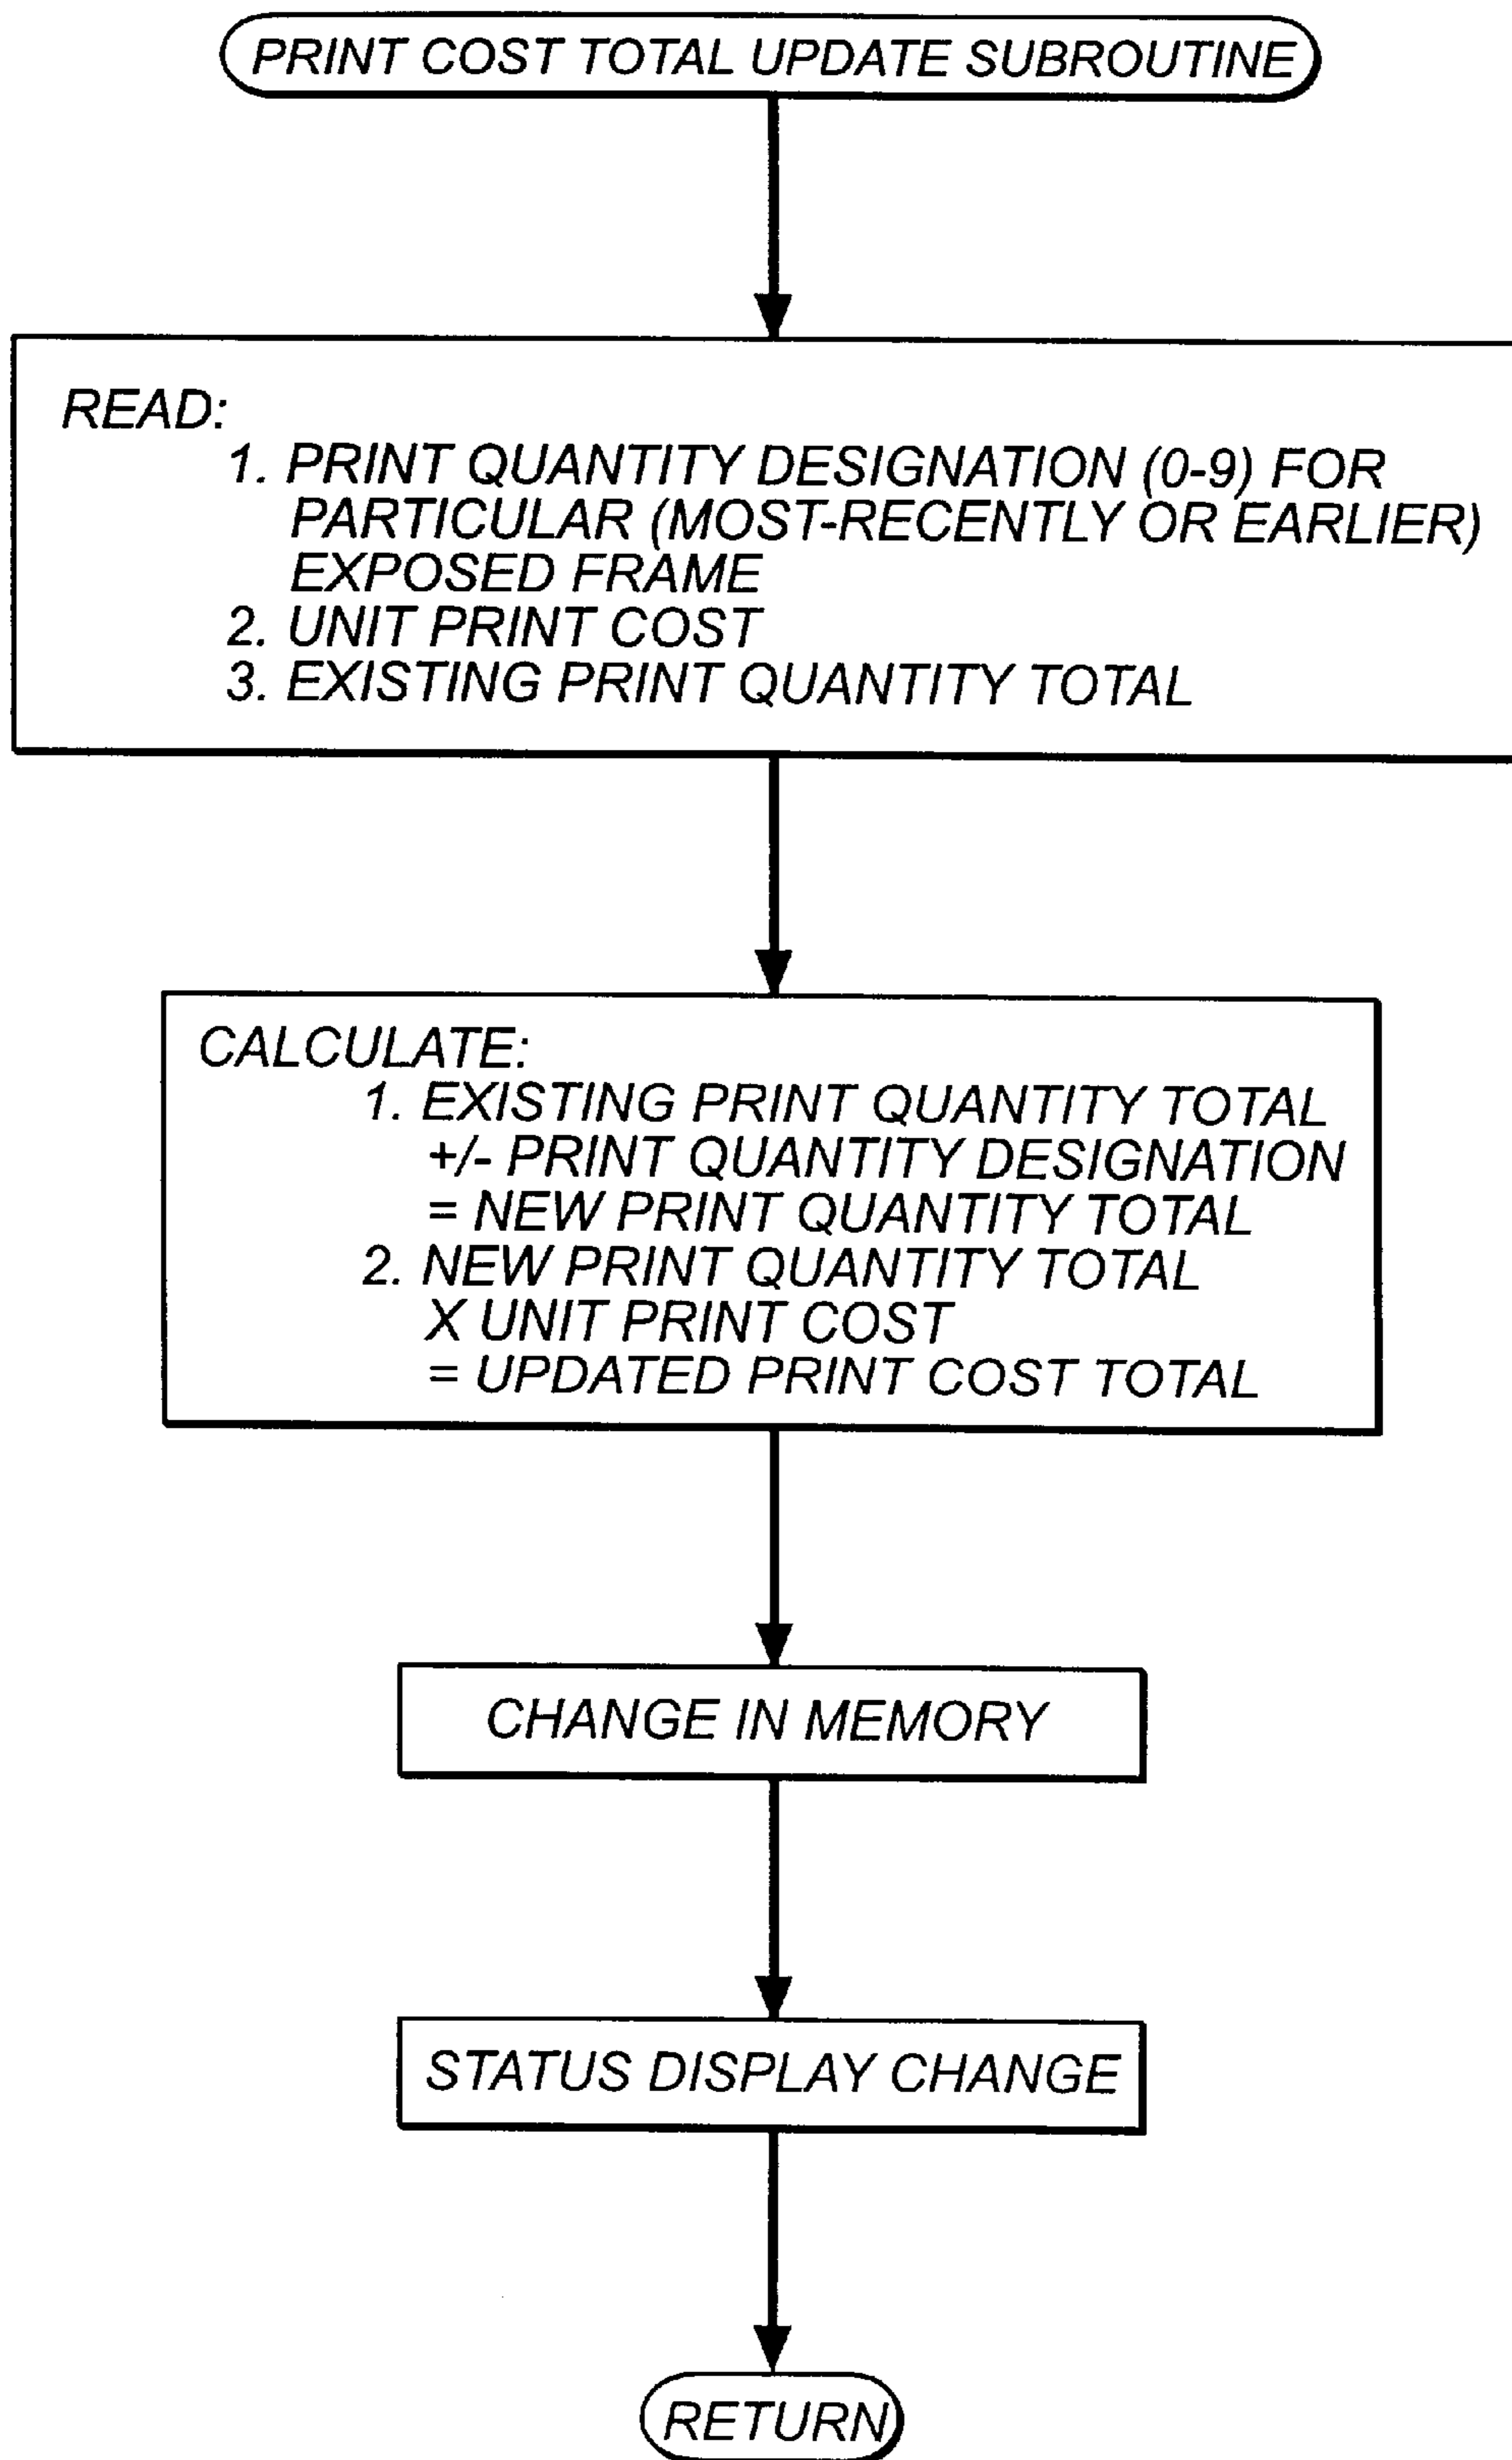 PRINT COST TOTAL UPDATE SUBROUTINE
READ:
1. PRINT QUANTITY DESIGNATION (0-9) FOR
PARTICULAR (MOST-RECENTLY OR EARLIER)
EXPOSED FRAME
2. UNIT PRINT COST
3. EXISTING PRINT QUANTITY TOTAL
CALCULATE:
1. EXISTING PRINT QUANTITY TOTAL
+/- PRINT QUANTITY DESIGNATION
= NEW PRINT QUANTITY TOTAL
2. NEW PRINT QUANTITY TOTAL
X UNIT PRINT COST
= UPDATED PRINT COST TOTAL
CHANGE IN MEMORY
STATUS DISPLAY CHANGE
RETURN